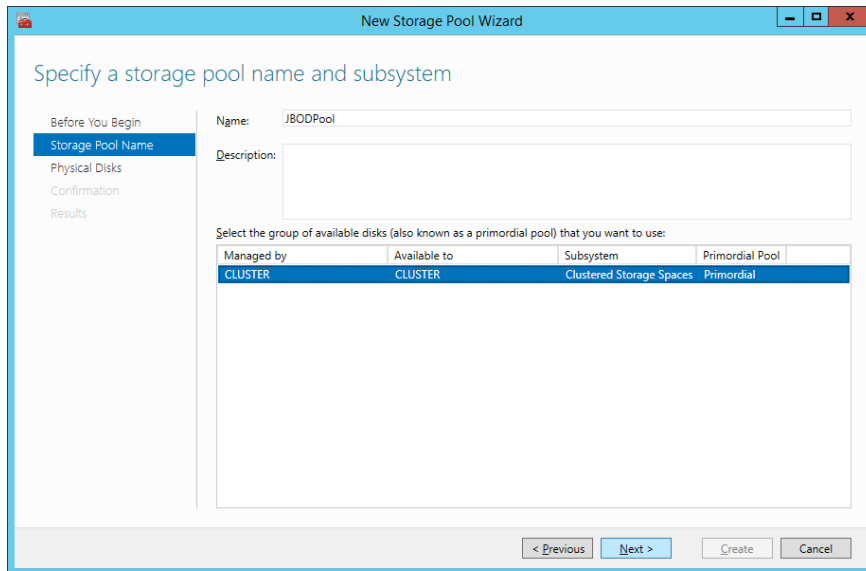 New Storage Pool Wizard
Specify a storage pool name and subsystem
Before You Begin
Storage Pool Name
Physical Disks
Confirmation
Results
Name: JBODPool
Description:
Select the group of available disks (also known as a primordial pool) that you want to use:
Managed by Available to Subsystem Primordial Pool
CLUSTER CLUSTER Clustered Storage Spaces Primordial
< Previous Next > Create Cancel